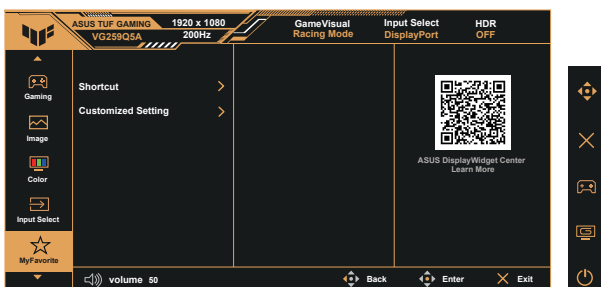 ASUS TUF GAMING
VG259Q5A
1920 x 1080
200Hz
GameVisual
Racing Mode
Input Select
DisplayPort
HDR
OFF
Gaming
Image
Color
Input Select
MyFavorite
Shortcut
Customized Setting
ASUS DisplayWidget Center
Learn More
volume 50
Back
Enter
Exit